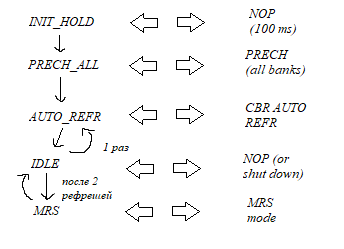 INIT_HOLD
NOP
(100 ms)
PRECH_ALL
PRECH
(all banks)
AUTO_REFR
CBR AUTO
REFR
1 раз
IDLE
NOP (or
shut down)
после 2
рефрешей
MRS
MRS
mode